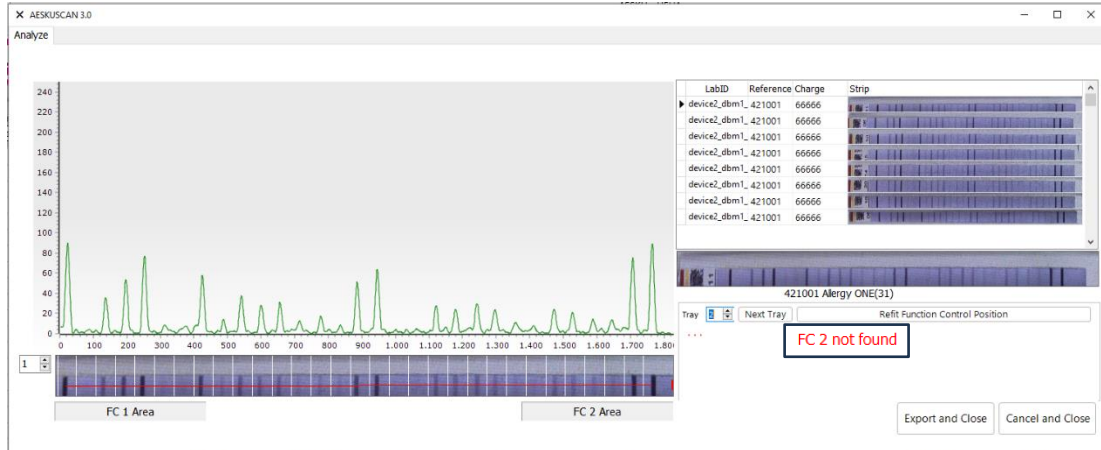 AESKUSCAN 3.0
Analyze
LabID Reference Charge Strip
device2_dbm1_ 421001 66666
device2_dbm1_ 421001 66666
device2_dbm1_ 421001 66666
device2_dbm1_ 421001 66666
device2_dbm1_ 421001 66666
device2_dbm1_ 421001 66666
device2_dbm1_ 421001 66666
device2_dbm1_ 421001 66666
240
220
200
180
160
140
120
100
80
60
40
20
0
0 100 200 300 400 500 600 700 800 900 1.000 1.100 1.200 1.300 1.400 1.500 1.600 1.700
421001 Alergy ONE(31)
Tray 2 Next Tray Refit Function Control Position
...
FC 2 not found
1
FC 1 Area FC 2 Area
Export and Close Cancel and Close